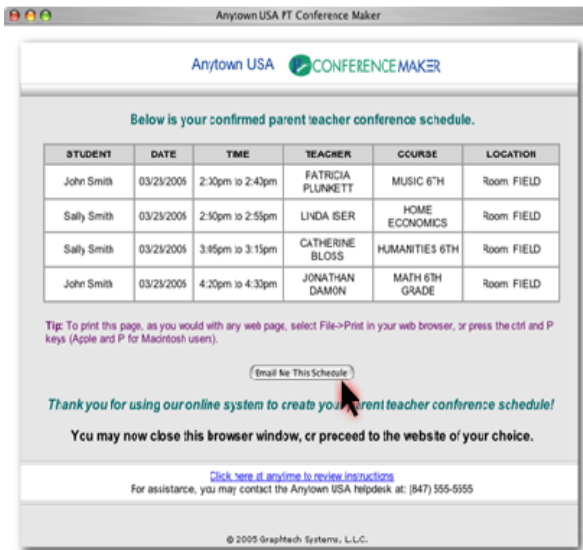 Anytown USA PT Conference Maker
Anytown USA CONFERENCE MAKER
Below is your confirmed parent teacher conference schedule.
STUDENT DATE TIME TEACHER COURSE LOCATION
John Smith 03/23/2005 2:30pm to 2:40pm PATRICIA PLUNKETT MUSIC 6TH Room: FIELD
Sally Smith 03/23/2005 LINDA ISER HOME ECONOMICS Room: FIELD
Sally Smith 03/23/2005 3:05pm to 3:15pm CATHERINE BLOSS HUMANITIES 6TH Room: FIELD
John Smith 03/23/2005 4:20pm to 4:30pm JONATHAN DAMON MATH 6TH GRADE Room: FIELD
Tip: To print this page, as you would with any web page, select File->Print in your web browser, or press the ctrl and P
keys (Apple and P for Macintosh users).
Email Me This Schedule
Thank you for using our online system to create your parent teacher conference schedule!
You may now close this browser window, or proceed to the website of your choice.
Click here at anytime to review instructions
For assistance, you may contact the Anytown USA helpdesk at: (847) 555-5555
© 2005 Graphtech Systems, L.L.C.